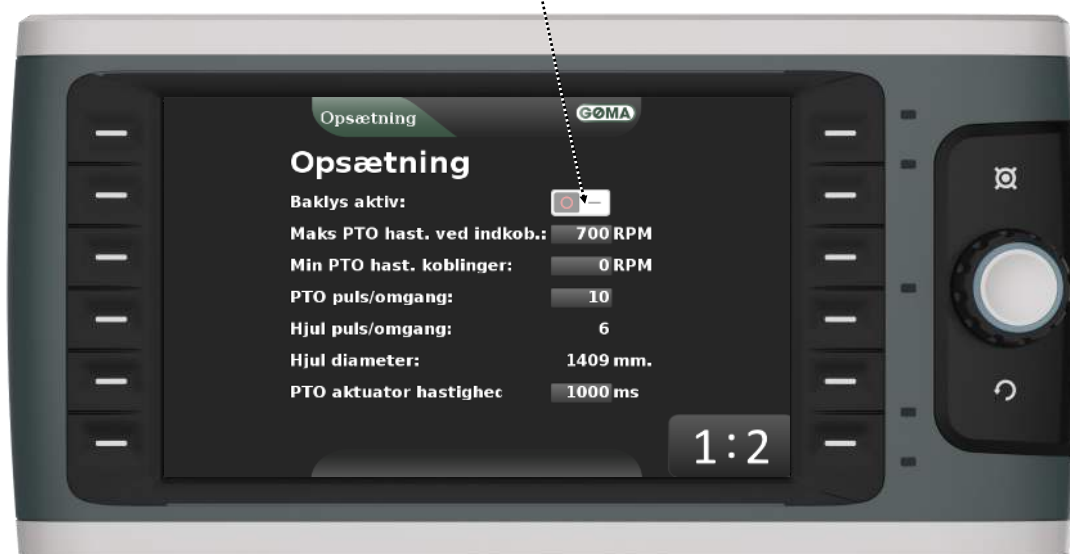 Opsætning
GØMA
Opsætning
Baklys aktiv:
Maks PTO hast. ved indkob.: 700 RPM
Min PTO hast. koblinger: 0 RPM
PTO puls/omgang: 10
Hjul puls/omgang: 6
Hjul diameter: 1409 mm.
PTO aktuator hastighec 1000 ms
1:2